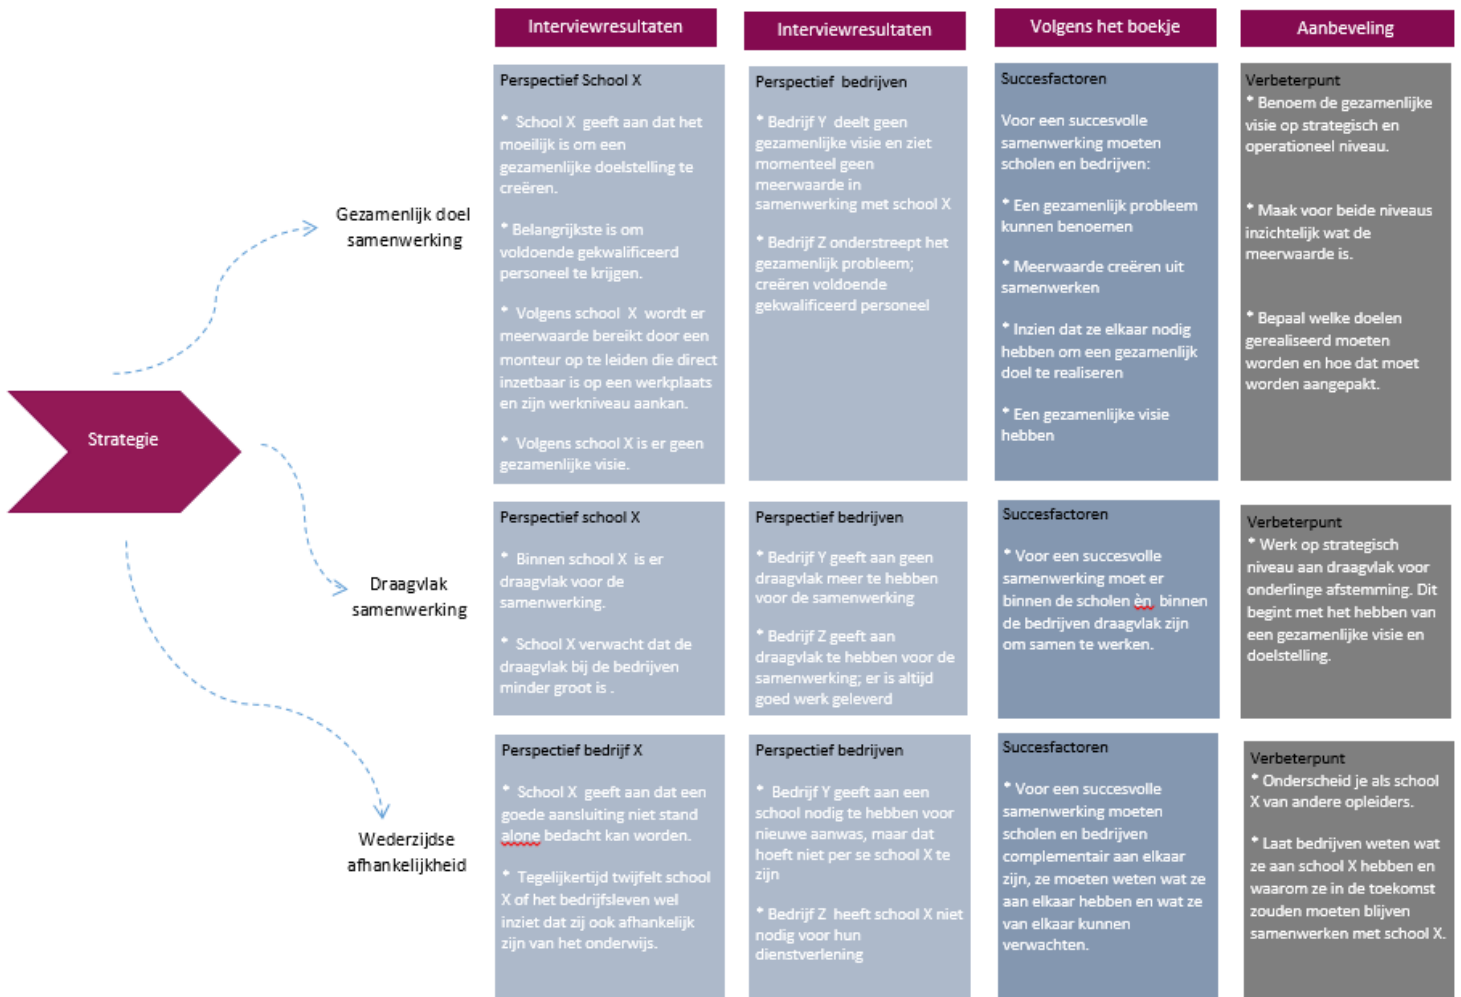 Interviewresultaten
Interviewresultaten
Volgens het boekje
Aanbeveling
Strategie
Gezamenlijk doel
samenwerking
Perspectief School X
* School X geeft aan dat het
moeilijk is om een
gezamenlijke doelstelling te
creëren.
* Belangrijkste is om
voldoende gekwalificeerd
personeel te krijgen.
* Volgens school X wordt er
meerwaarde bereikt door een
monteur op te leiden die direct
inzetbaar is op een werkplaats
en zijn werkniveau aankan.
* Volgens school X is er geen
gezamenlijke visie.
Perspectief bedrijven
* Bedrijf Y deelt geen
gezamenlijke visie en ziet
momenteel geen
meerwaarde in
samenwerking met school X
* Bedrijf Z onderstreept het
gezamenlijk probleem;
creëren voldoende
gekwalificeerd personeel
Succesfactoren
Voor een succesvolle
samenwerking moeten
scholen en bedrijven:
* Een gezamenlijk probleem
kunnen benoemen
* Meerwaarde creëren uit
samenwerken
* Inzien dat ze elkaar nodig
hebben om een gezamenlijk
doel te realiseren
* Een gezamenlijke visie
hebben
Verbeterpunt
* Benoem de gezamenlijke
visie op strategisch en
operationeel niveau.
* Maak voor beide niveaus
inzichtelijk wat de
meerwaarde is.
* Bepaal welke doelen
gerealiseerd moeten
worden en hoe dat moet
worden aangepakt.
Draagvlak
samenwerking
Perspectief school X
* Binnen school X is er
draagvlak voor de
samenwerking.
* School X verwacht dat de
draagvlak bij de bedrijven
minder groot is .
Perspectief bedrijven
* Bedrijf Y geeft aan geen
draagvlak meer te hebben
voor de samenwerking
* Bedrijf Z geeft aan
draagvlak te hebben voor de
samenwerking; er is altijd
goed werk geleverd
Succesfactoren
* Voor een succesvolle
samenwerking moet er
binnen de scholen èn binnen
de bedrijven draagvlak zijn
om samen te werken.
Verbeterpunt
* Werk op strategisch
niveau aan draagvlak voor
onderlinge afstemming. Dit
begint met het hebben van
een gezamenlijke visie en
doelstelling.
Wederzijdse
afhankelijkheid
Perspectief bedrijf X
* School X geeft aan dat een
goede aansluiting niet stand
alone bedacht kan worden.
* Tegelijkertijd twijfelt school
X of het bedrijfsleven wel
inziet dat zij ook afhankelijk
zijn van het onderwijs.
Perspectief bedrijven
* Bedrijf Y geeft aan een
school nodig te hebben voor
nieuwe aanwas, maar dat
hoeft niet per se school X te
zijn
* Bedrijf Z heeft school X niet
nodig voor hun
dienstverlening
Succesfactoren
* Voor een succesvolle
samenwerking moeten
scholen en bedrijven
complementair aan elkaar
zijn, ze moeten weten wat ze
aan elkaar hebben en wat ze
van elkaar kunnen
verwachten.
Verbeterpunt
* Onderscheid je als school
X van andere opleiders.
* Laat bedrijven weten wat
ze aan school X hebben en
waarom ze in de toekomst
zouden moeten blijven
samenwerken met school X.